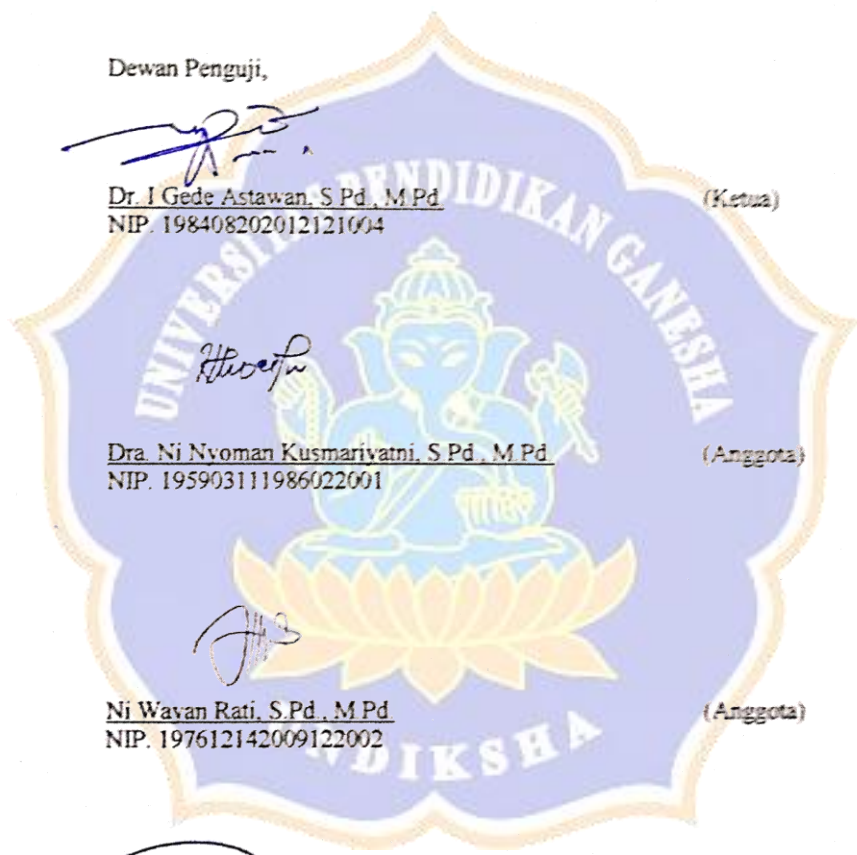 Dewan Penguji,
Dr. I Gede Astawan, S.Pd., M.Pd.
(Ketua)
NIP. 198408202012121004
UNIVERSITAS PENDIDIKAN GANESHA
Dra. Ni Nyoman Kusmariyatni, S.Pd., M.Pd.
(Anggota)
NIP. 195903111986022001
Ni Wayan Rati, S.Pd., M.Pd.
(Anggota)
NIP. 197612142009122002
UNDIKSHA